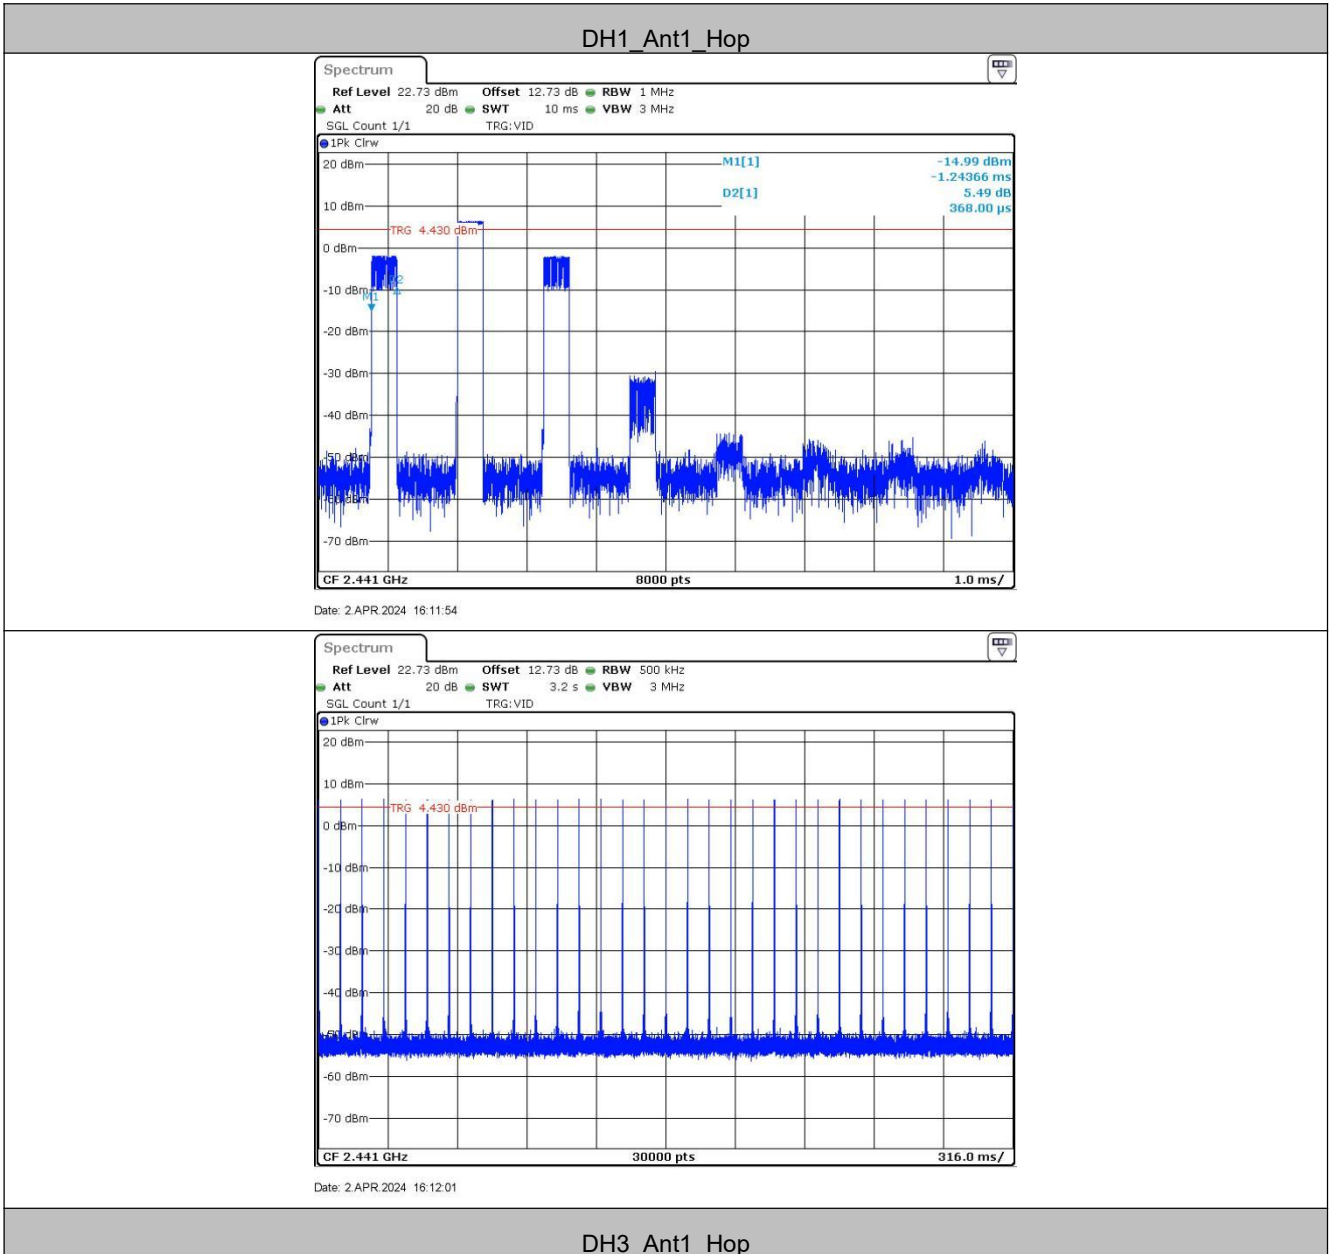 DH1_Ant1_Hop
Spectrum
Ref Level 22.73 dBm Offset 12.73 dB RBW 1 MHz
Att 20 dB SWT 10 ms VBW 3 MHz
SGL Count 1/1 TRG:VID
1Pk Clrw
20 dBm
M1[1] -14.99 dBm
-1.24366 ms
D2[1] 5.49 dB
10 dBm 368.00 µs
TRG 4.430 dBm
0 dBm
-10 dBm
M1
-20 dBm
-30 dBm
-40 dBm
-50 dBm
-60 dBm
-70 dBm
CF 2.441 GHz 8000 pts 1.0 ms/
Date: 2.APR.2024 16:11:54
Spectrum
Ref Level 22.73 dBm Offset 12.73 dB RBW 500 kHz
Att 20 dB SWT 3.2 s VBW 3 MHz
SGL Count 1/1 TRG:VID
1Pk Clrw
20 dBm
10 dBm
TRG 4.430 dBm
0 dBm
-10 dBm
-20 dBm
-30 dBm
-40 dBm
-50 dBm
-60 dBm
-70 dBm
CF 2.441 GHz 30000 pts 316.0 ms/
Date: 2.APR.2024 16:12:01
DH3_Ant1_Hop